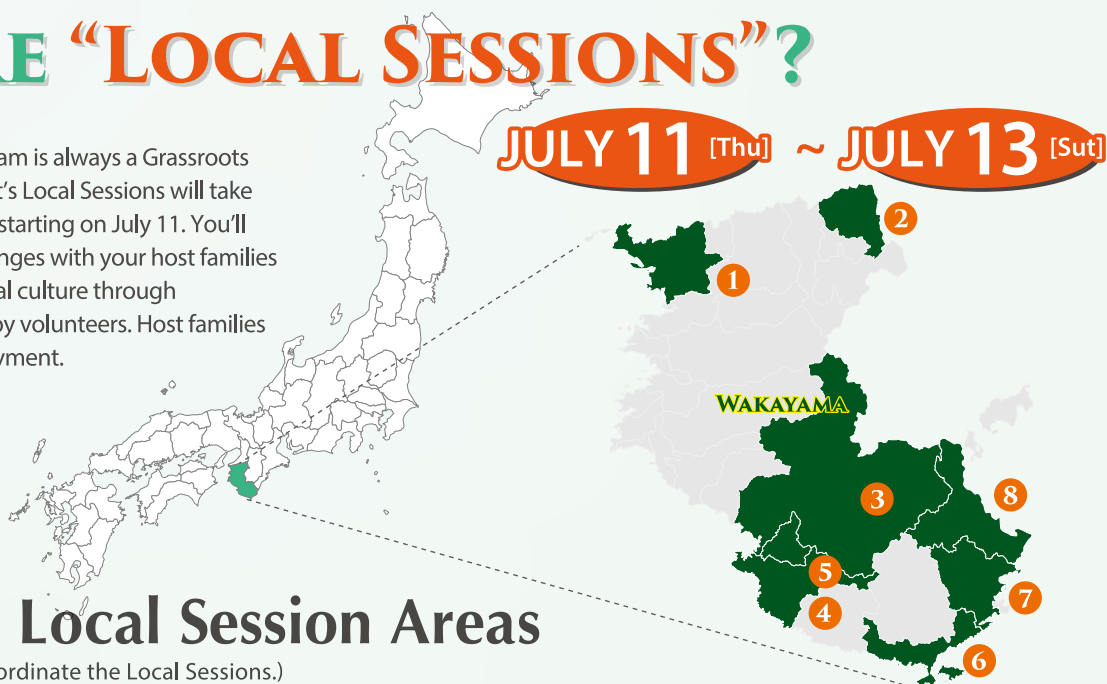 RE “LOCAL SESSIONS”?
JULY 11 [Thu] ~ JULY 13 [Sut]
am is always a Grassroots
t’s Local Sessions will take
starting on July 11. You’ll
nges with your host families
al culture through
by volunteers. Host families
yment.
2
1
WAKAYAMA
3
8
5
4
7
6
Local Session Areas
ordinate the Local Sessions.)